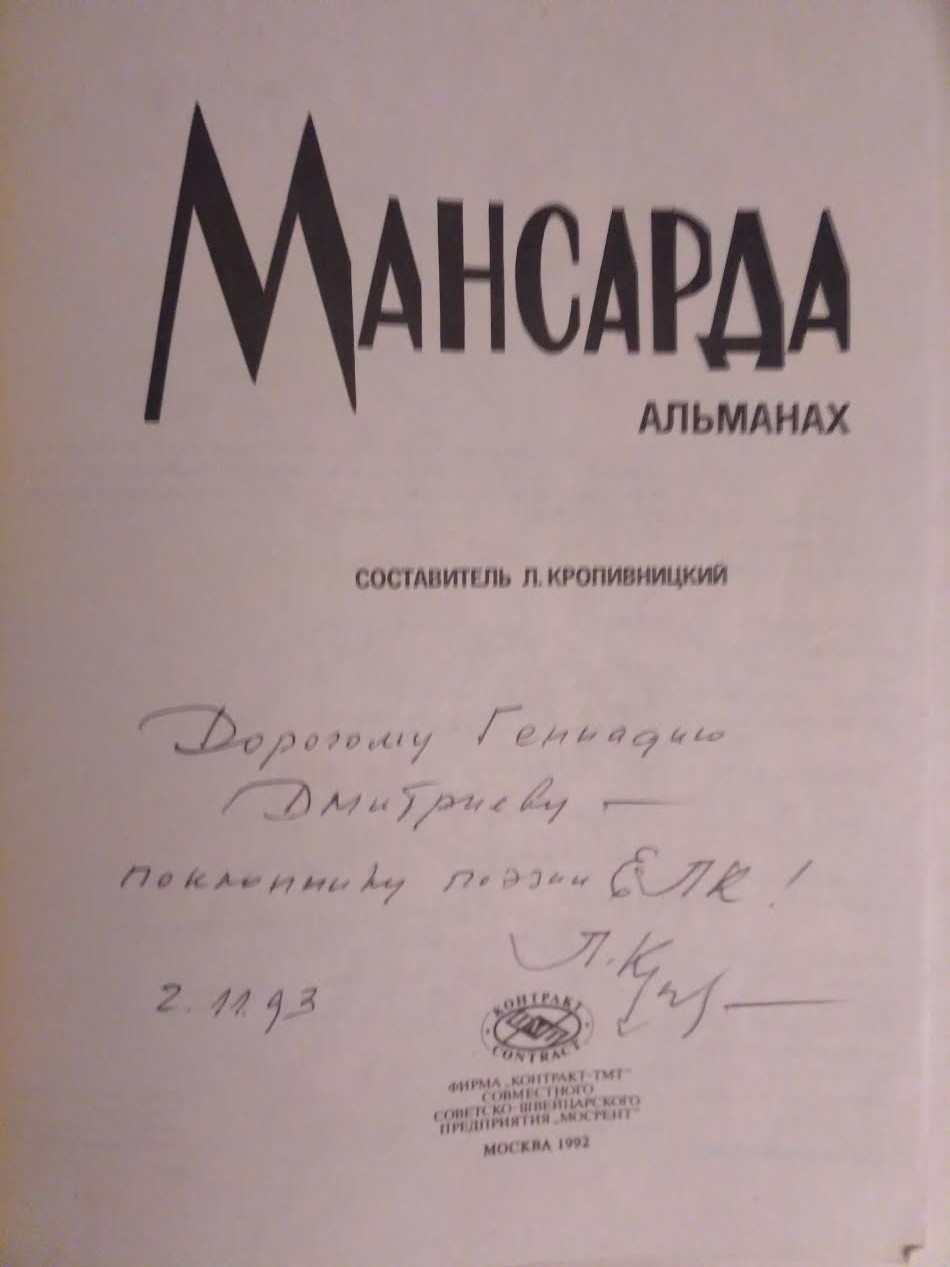 МАНСАРДА
АЛЬМАНАХ
СОСТАВИТЕЛЬ Л. КРОПИВНИЦКИЙ
Дорогому Геннадию
Дмитриеву —
поклоннику поэзии ЕЛК!
Л. Кр
2.11.93
КОНТРАКТ
CONTRACT
ФИРМА „КОНТРАКТ-ТМТ"
СОВМЕСТНОГО
СОВЕТСКО-ШВЕЙЦАРСКОГО
ПРЕДПРИЯТИЯ „МОСРЕНТ"
МОСКВА 1992